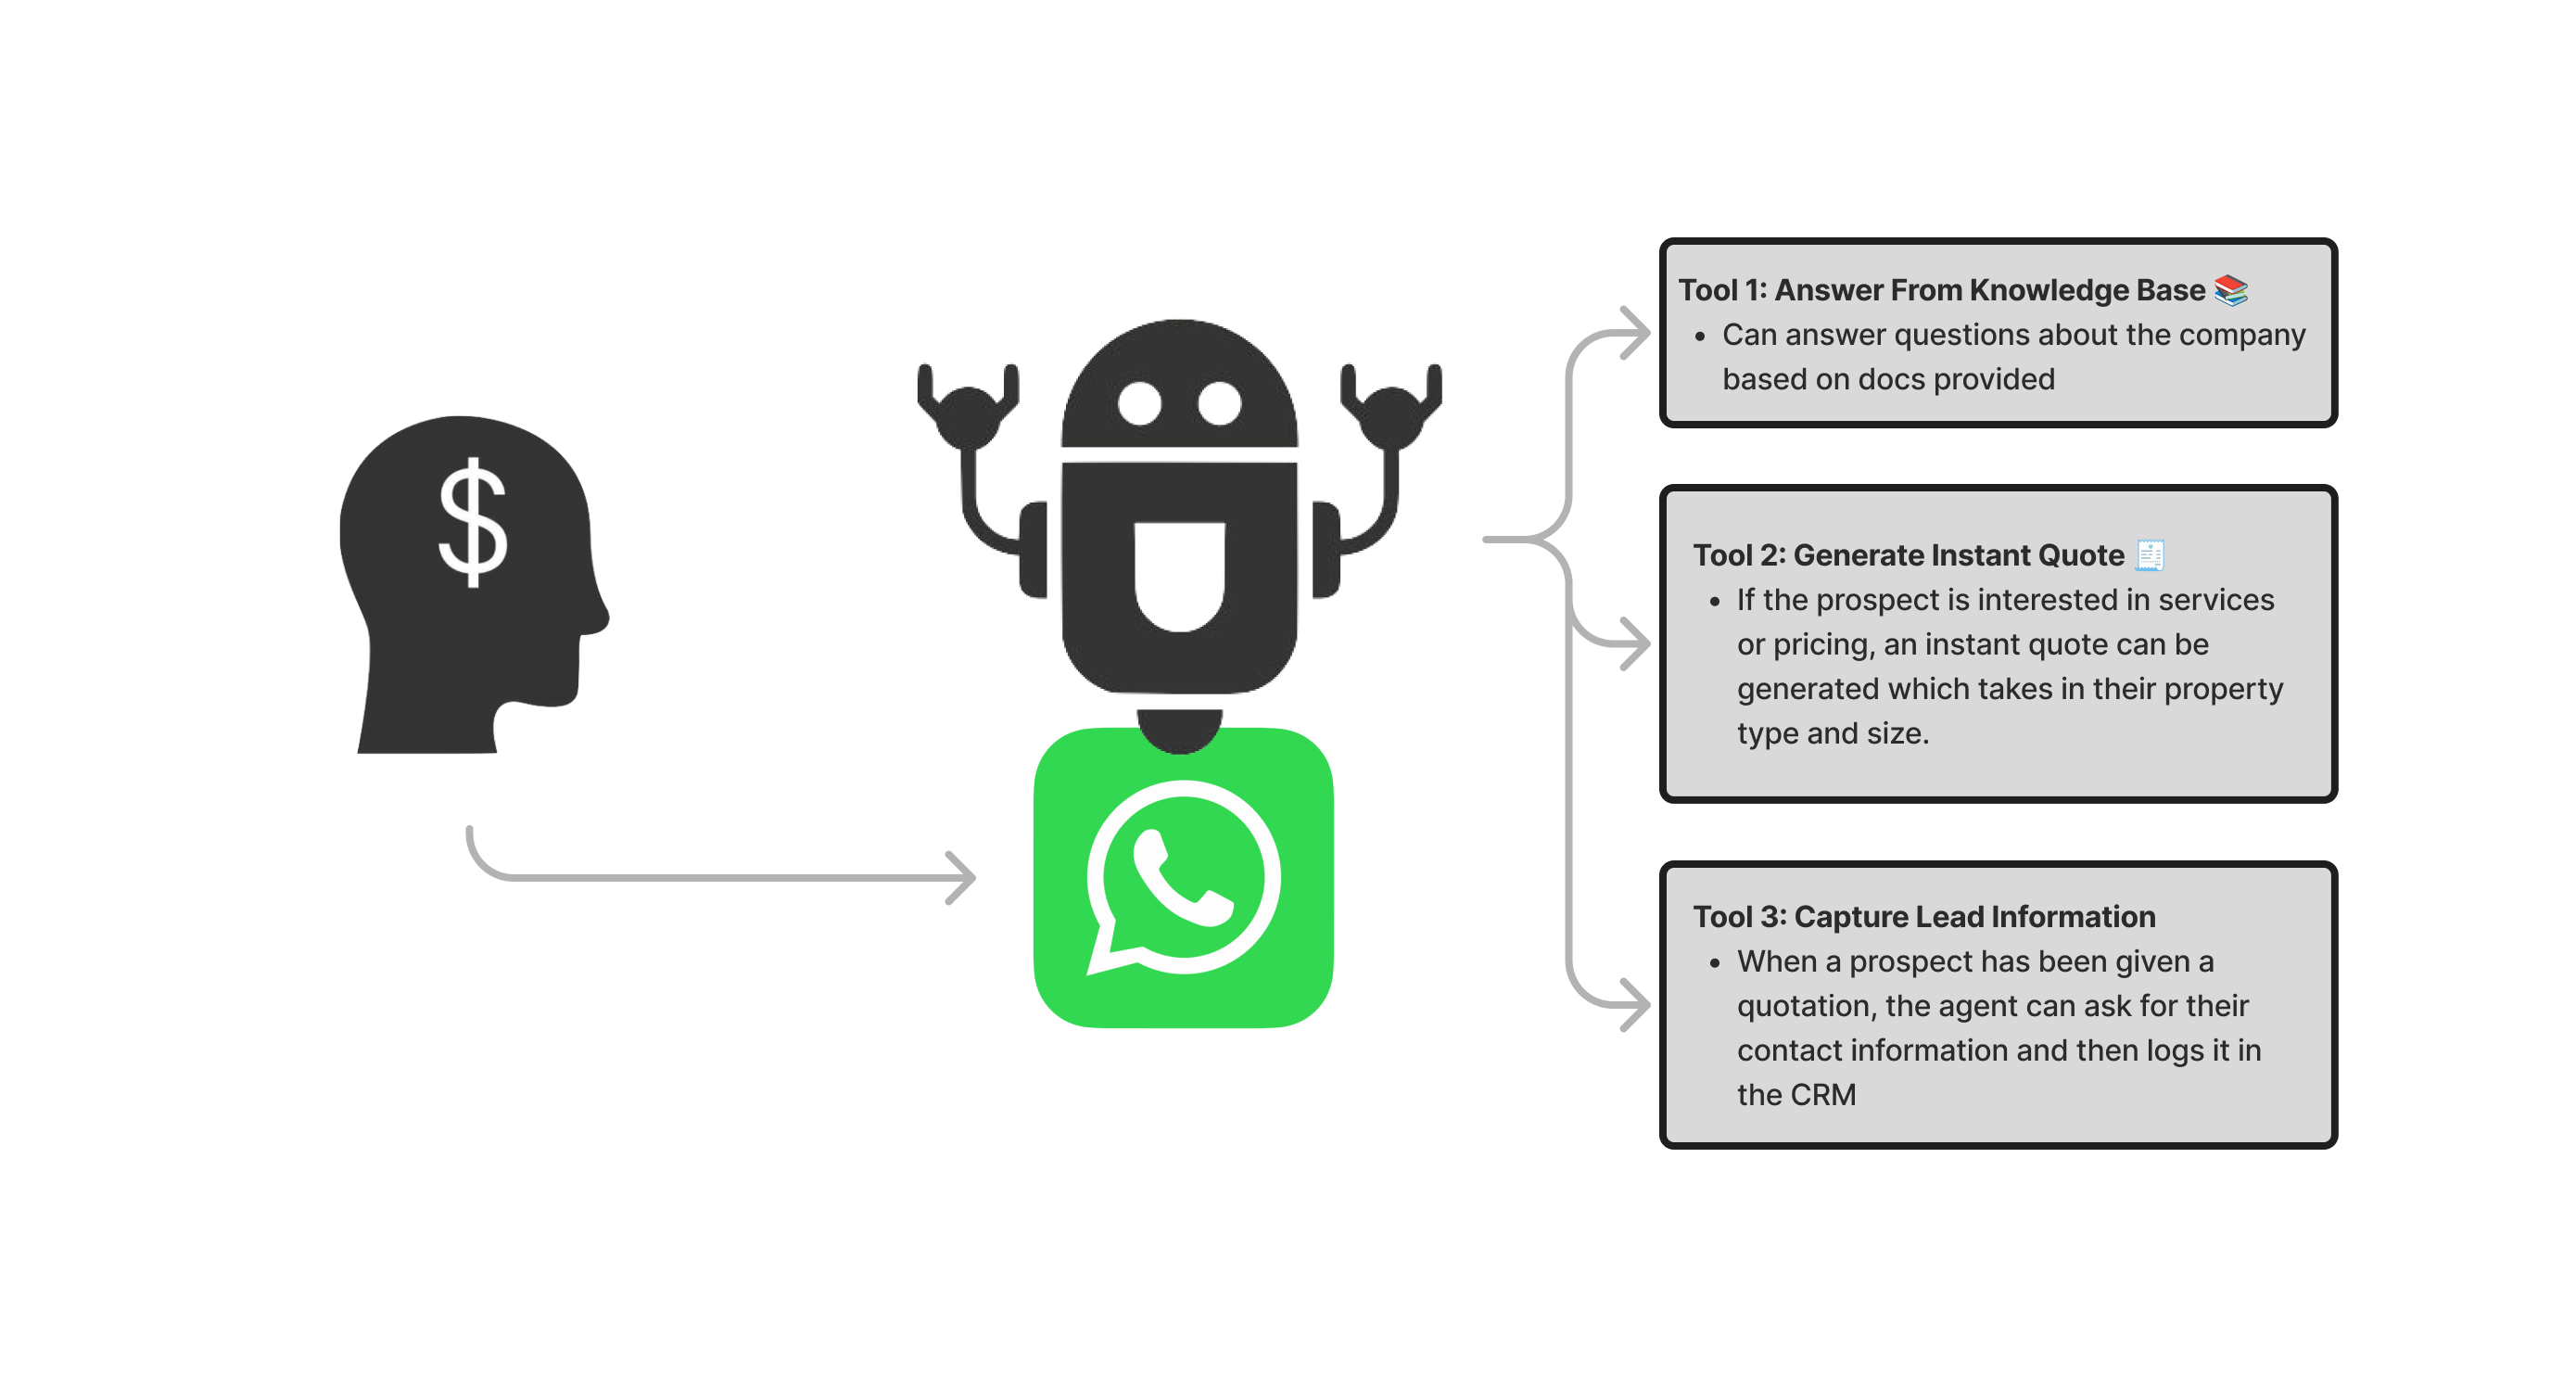 $
Tool 1: Answer From Knowledge Base 📚
• Can answer questions about the company
based on docs provided
Tool 2: Generate Instant Quote 🧾
• If the prospect is interested in services
or pricing, an instant quote can be
generated which takes in their property
type and size.
Tool 3: Capture Lead Information
• When a prospect has been given a
quotation, the agent can ask for their
contact information and then logs it in
the CRM